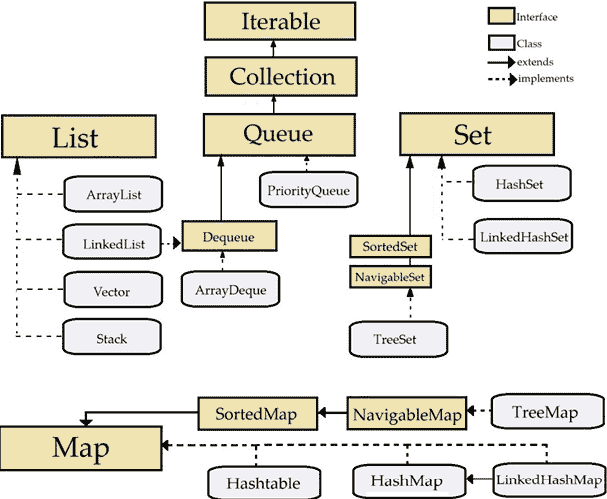 Iterable
Interface
Class
extends
implements
Collection
List
Queue
Set
ArrayList
PriorityQueue
HashSet
LinkedList
Dequeue
LinkedHashSet
SortedSet
NavigableSet
Vector
ArrayDeque
Stack
TreeSet
SortedMap
NavigableMap
TreeMap
Map
Hashtable
HashMap
LinkedHashMap